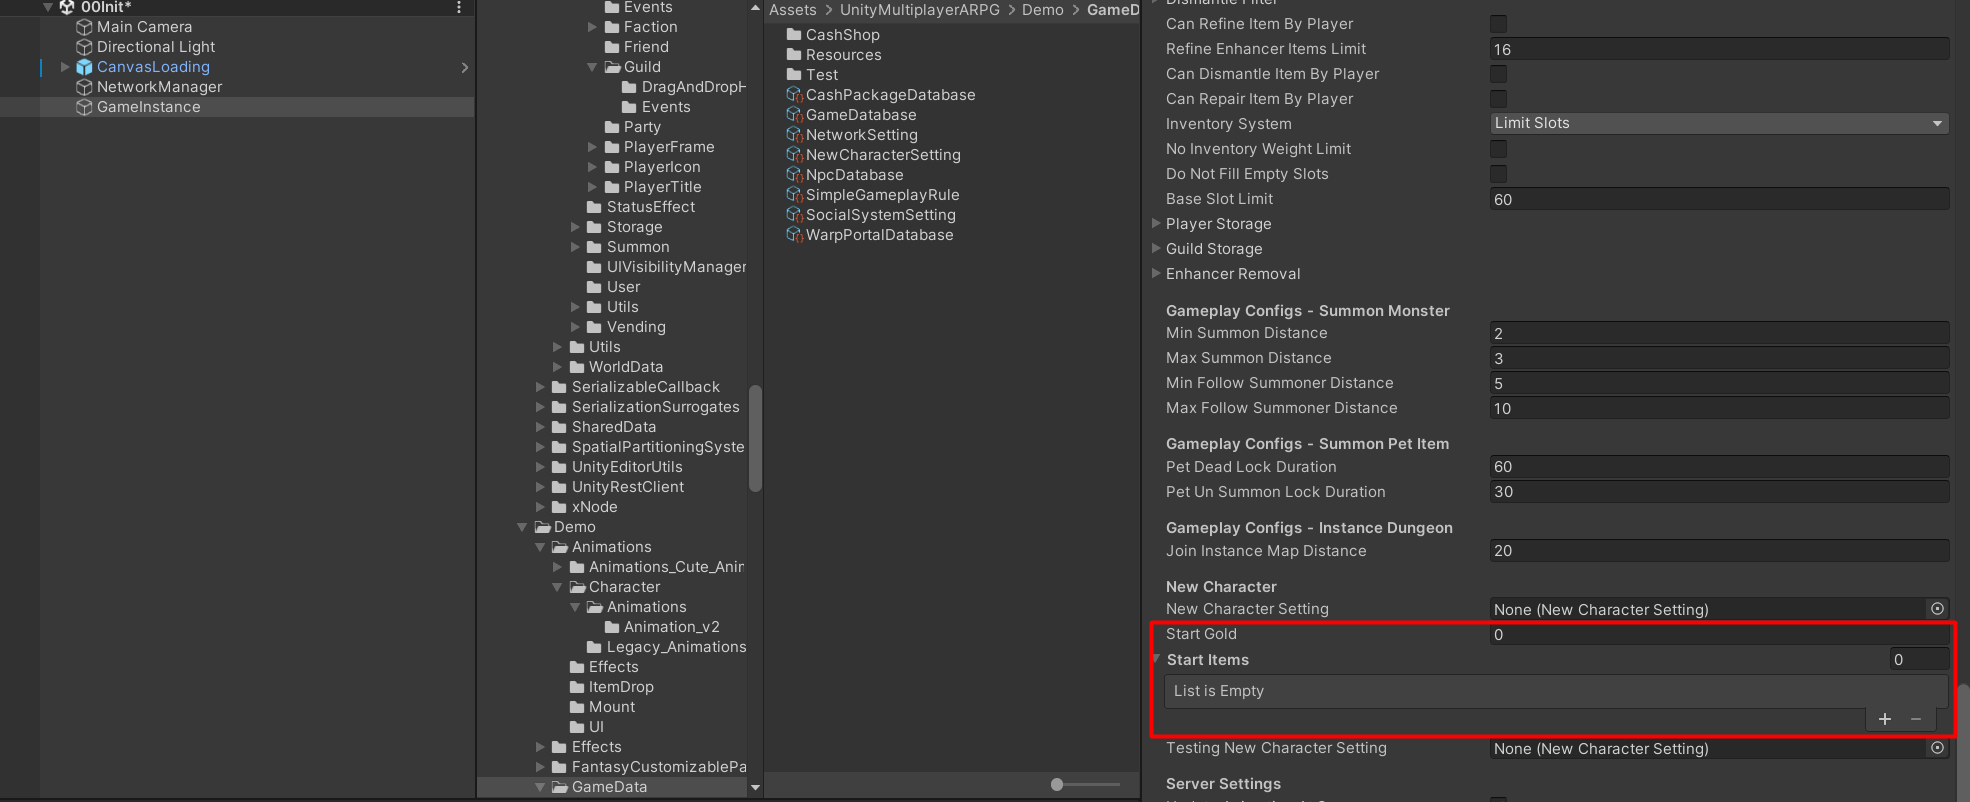 00Init*
Main Camera
Directional Light
CanvasLoading
NetworkManager
GameInstance
Events
Faction
Friend
Guild
DragAndDropH
Events
Party
PlayerFrame
PlayerIcon
PlayerTitle
StatusEffect
Storage
Summon
UIVisibilityManager
User
Utils
Vending
Utils
WorldData
SerializableCallback
SerializationSurrogates
SharedData
SpatialPartitioningSyste
UnityEditorUtils
UnityRestClient
xNode
Demo
Animations
Animations_Cute_Anin
Character
Animations
Animation_v2
Legacy_Animations
Effects
ItemDrop
Mount
UI
Effects
FantasyCustomizablePa
GameData
Assets > UnityMultiplayerARPG > Demo > GameD
CashShop
Resources
Test
CashPackageDatabase
GameDatabase
NetworkSetting
NewCharacterSetting
NpcDatabase
SimpleGameplayRule
SocialSystemSetting
WarpPortalDatabase
Dismantle Filter
Can Refine Item By Player
Refine Enhancer Items Limit 16
Can Dismantle Item By Player
Can Repair Item By Player
Inventory System Limit Slots
No Inventory Weight Limit
Do Not Fill Empty Slots
Base Slot Limit 60
Player Storage
Guild Storage
Enhancer Removal
Gameplay Configs - Summon Monster
Min Summon Distance 2
Max Summon Distance 3
Min Follow Summoner Distance 5
Max Follow Summoner Distance 10
Gameplay Configs - Summon Pet Item
Pet Dead Lock Duration 60
Pet Un Summon Lock Duration 30
Gameplay Configs - Instance Dungeon
Join Instance Map Distance 20
New Character
New Character Setting None (New Character Setting)
Start Gold 0
Start Items 0
List is Empty
+ −
Testing New Character Setting None (New Character Setting)
Server Settings